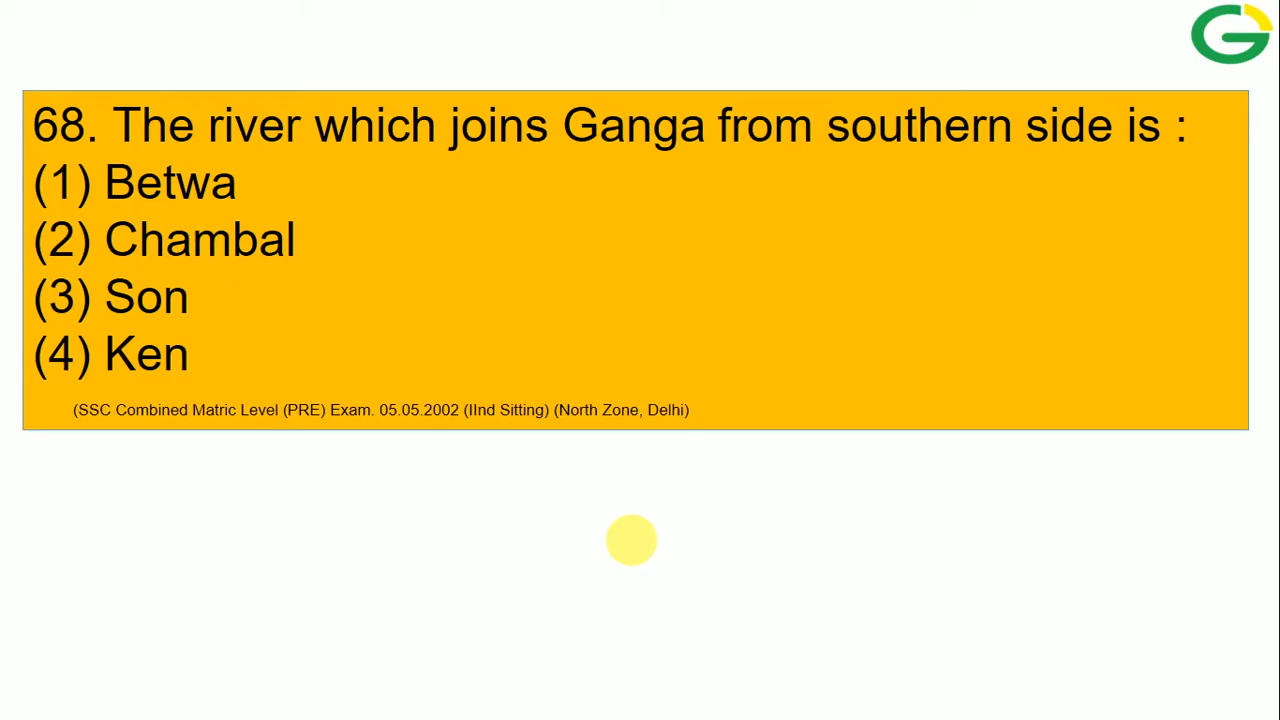 68. The river which joins Ganga from southern side is :
(1) Betwa
(2) Chambal
(3) Son
(4) Ken
(SSC Combined Matric Level (PRE) Exam. 05.05.2002 (IInd Sitting) (North Zone, Delhi)